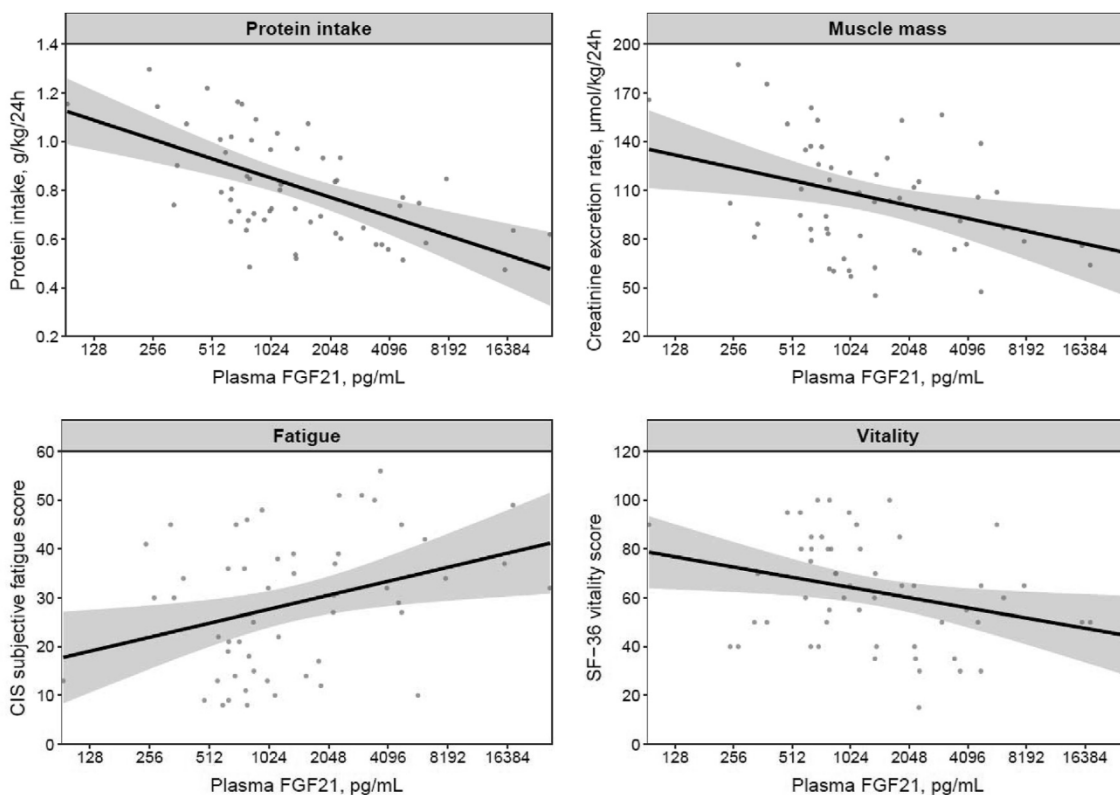 Protein intake
Protein intake, g/kg/24h
1.4
1.2
1.0
0.8
0.6
0.4
0.2
128 256 512 1024 2048 4096 8192 16384
Plasma FGF21, pg/mL
Muscle mass
Creatinine excretion rate, μmol/kg/24h
200
170
140
110
80
50
20
128 256 512 1024 2048 4096 8192 16384
Plasma FGF21, pg/mL
Fatigue
CIS subjective fatigue score
60
50
40
30
20
10
0
128 256 512 1024 2048 4096 8192 16384
Plasma FGF21, pg/mL
Vitality
SF−36 vitality score
120
100
80
60
40
20
0
128 256 512 1024 2048 4096 8192 16384
Plasma FGF21, pg/mL